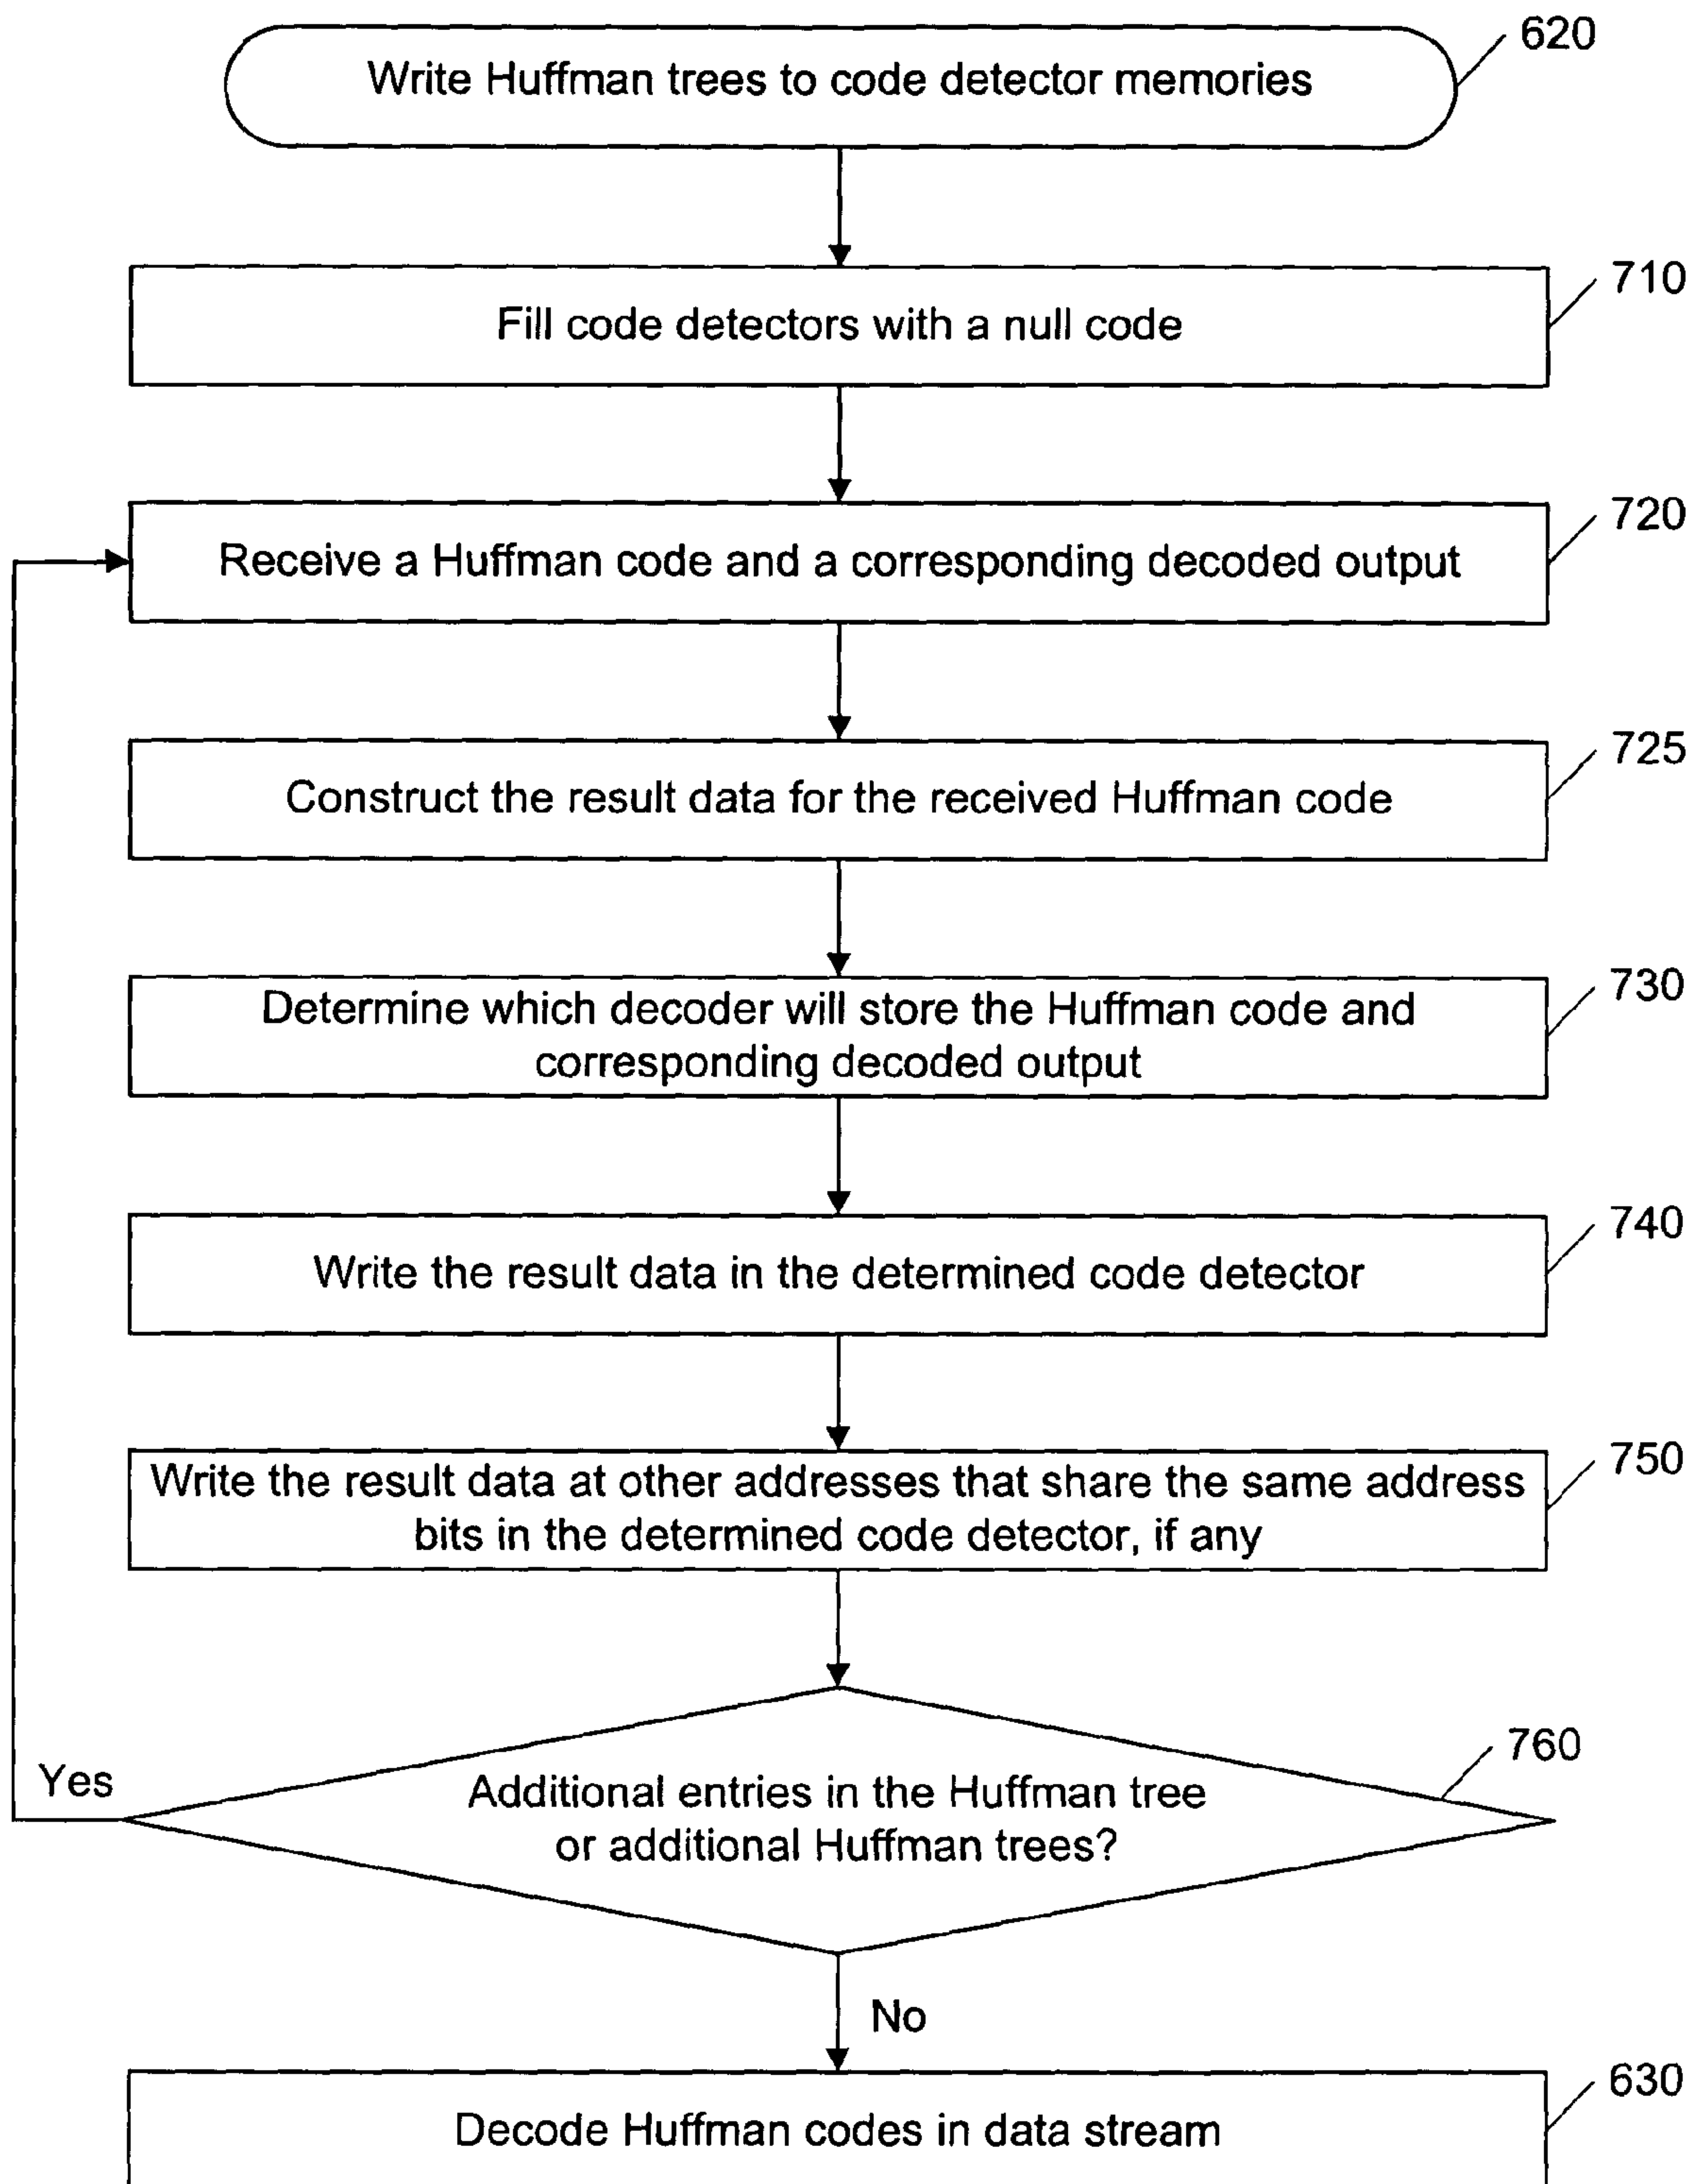 620
Write Huffman trees to code detector memories
710
Fill code detectors with a null code
720
Receive a Huffman code and a corresponding decoded output
725
Construct the result data for the received Huffman code
730
Determine which decoder will store the Huffman code and
corresponding decoded output
740
Write the result data in the determined code detector
750
Write the result data at other addresses that share the same address
bits in the determined code detector, if any
760
Yes
Additional entries in the Huffman tree
or additional Huffman trees?
No
630
Decode Huffman codes in data stream